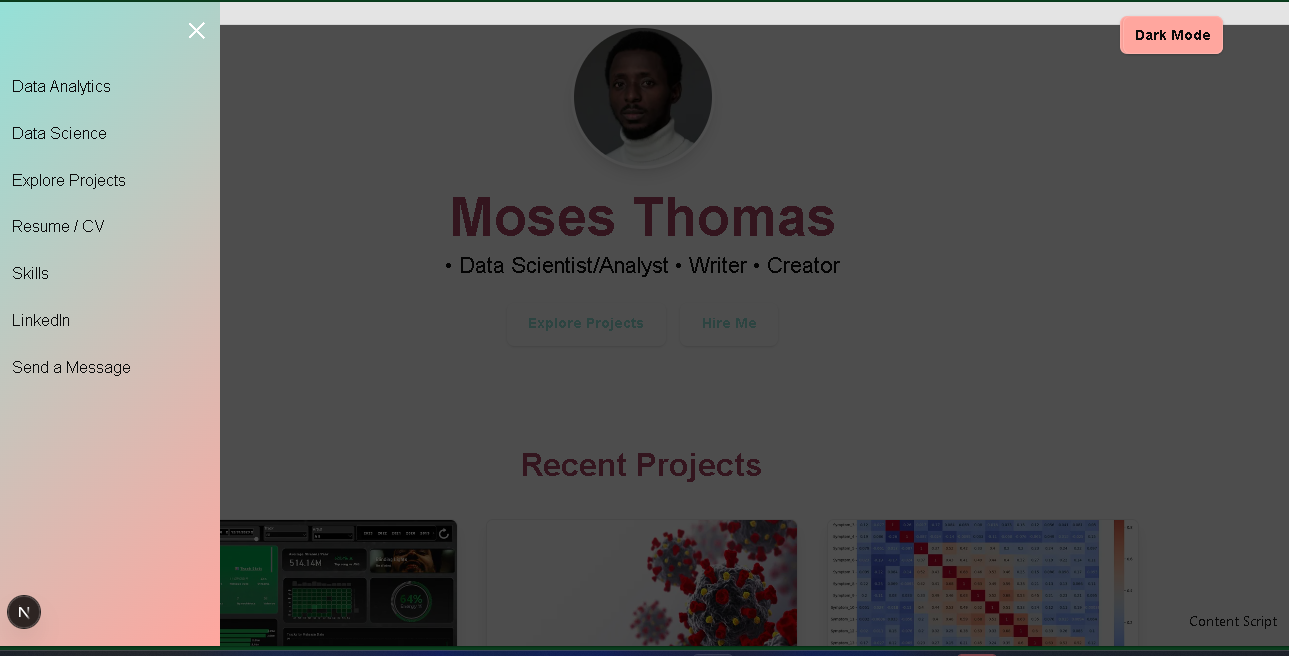 Dark Mode
Data Analytics
Data Science
Explore Projects
Resume / CV
Skills
LinkedIn
Send a Message
Moses Thomas
• Data Scientist/Analyst • Writer • Creator
Explore Projects
Hire Me
Recent Projects
514.14M
64%
N
Content Script